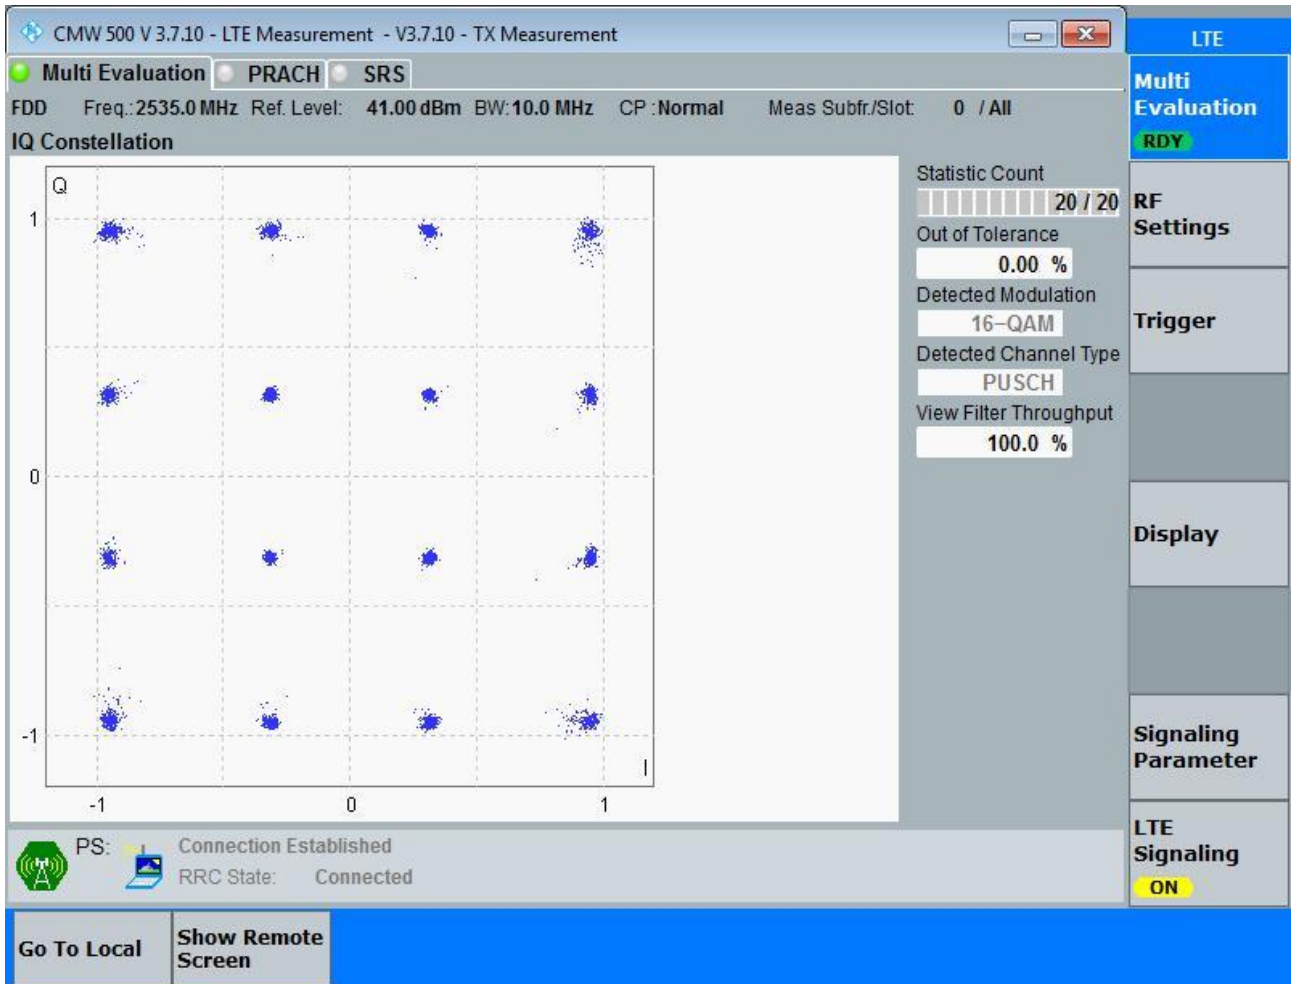 CMW 500 V 3.7.10 - LTE Measurement - V3.7.10 - TX Measurement
Multi Evaluation PRACH SRS
FDD Freq.: 2535.0 MHz Ref. Level: 41.00 dBm BW: 10.0 MHz CP : Normal Meas Subfr./Slot: 0 / All
IQ Constellation
Q
1
0
-1
I
-1 0 1
Statistic Count
20 / 20
Out of Tolerance
0.00 %
Detected Modulation
16-QAM
Detected Channel Type
PUSCH
View Filter Throughput
100.0 %
PS: Connection Established
RRC State: Connected
LTE
Multi
Evaluation
RDY
RF
Settings
Trigger
Display
Signaling
Parameter
LTE
Signaling
ON
Go To Local
Show Remote
Screen